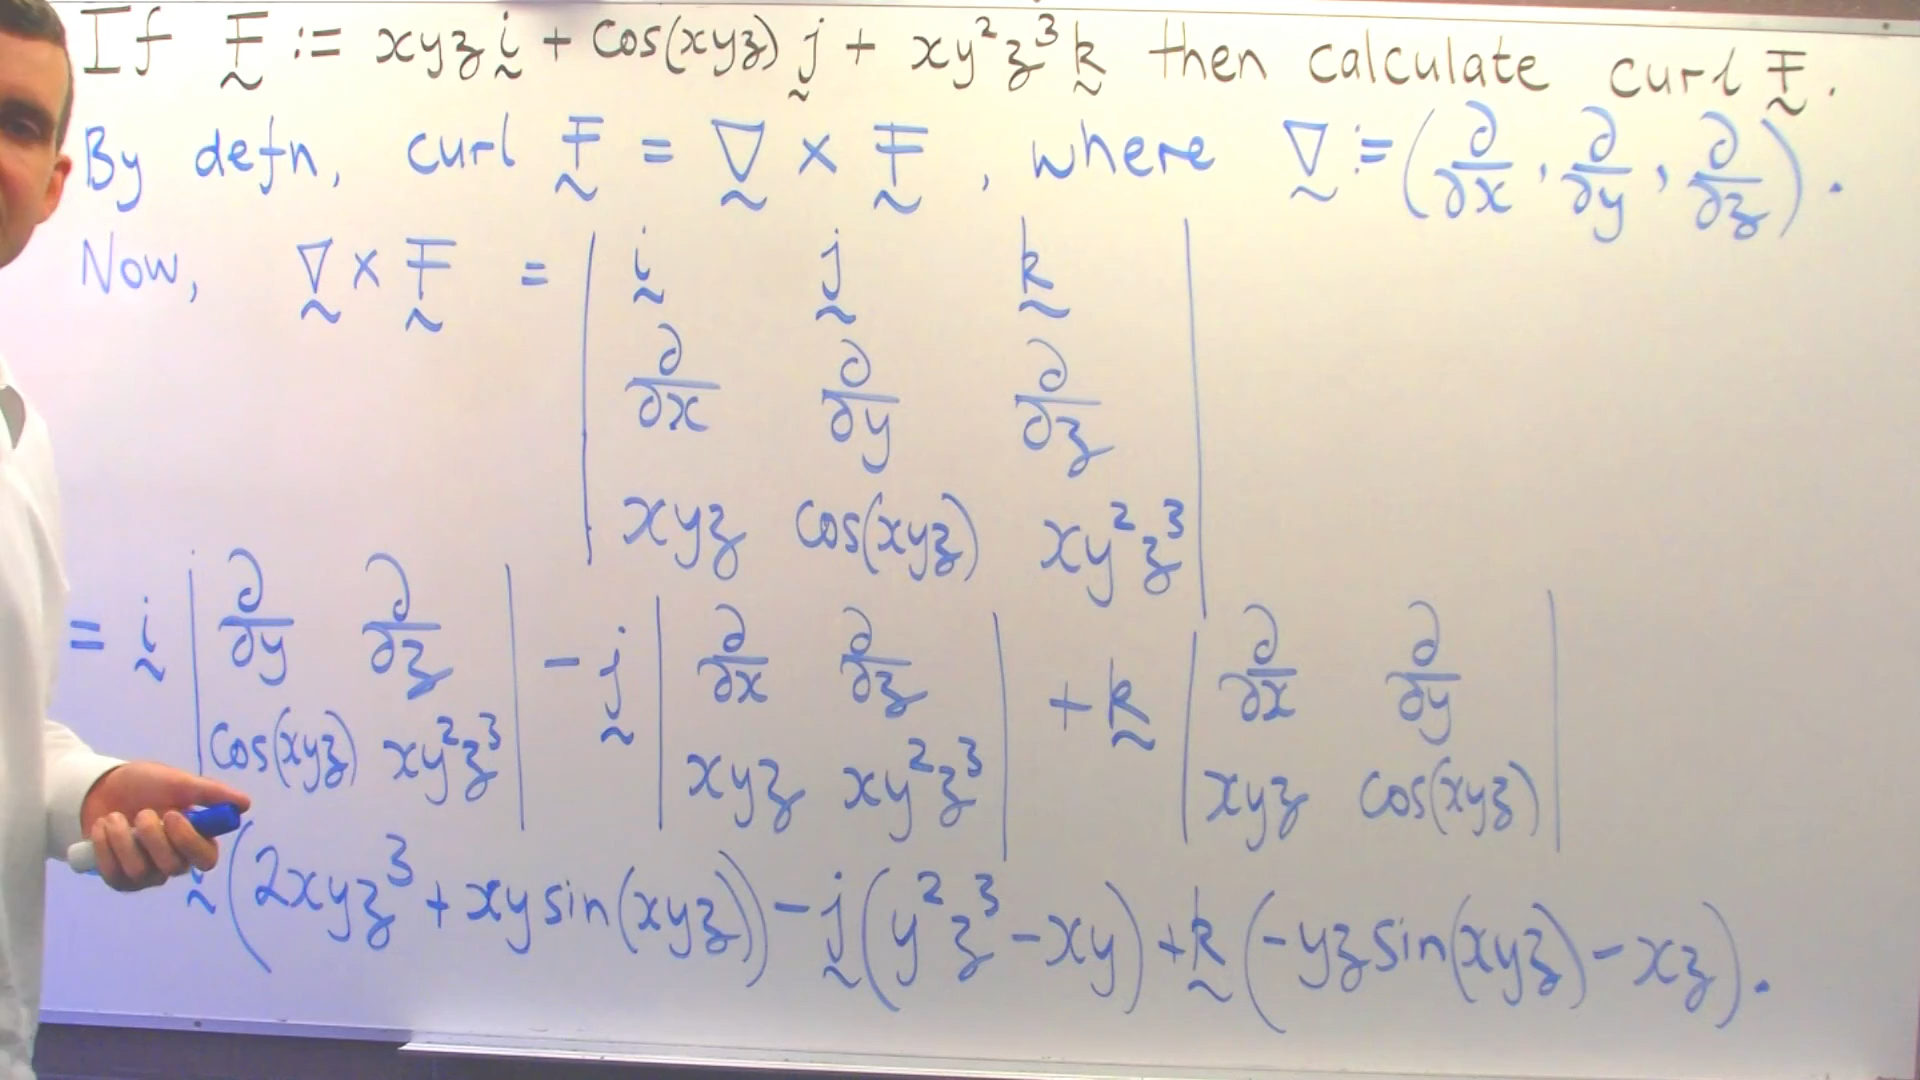 If F̰ := xyz ḭ + cos(xyz) j̰ + xy²z³ k̰ then calculate curl F̰.
By defn, curl F̰ = ∇̰ × F̰, where ∇̰ := (∂/∂x, ∂/∂y, ∂/∂z).
Now, ∇̰ × F̰ = | ḭ j̰ k̰ |
| ∂/∂x ∂/∂y ∂/∂z |
| xyz cos(xyz) xy²z³ |
= ḭ | ∂/∂y ∂/∂z | - j̰ | ∂/∂x ∂/∂z | + k̰ | ∂/∂x ∂/∂y |
| cos(xyz) xy²z³ | | xyz xy²z³ | | xyz cos(xyz) |
(2xyz³ + xy sin(xyz)) - j̰ (y²z³ - xy) + k̰ (-yz sin(xyz) - xz).